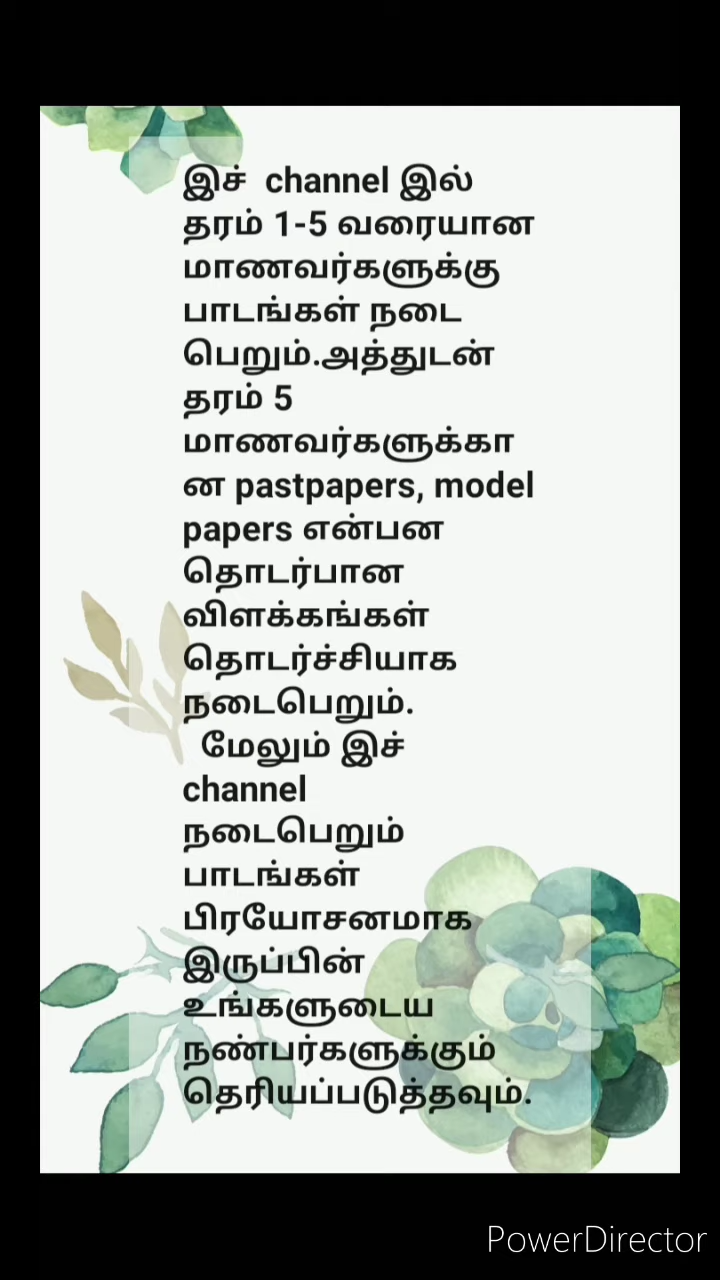 இச்  channel இல்
தரம் 1-5 வரையான
மாணவர்களுக்கு
பாடங்கள் நடை
பெறும்.அத்துடன்
தரம் 5
மாணவர்களுக்கா
ன pastpapers, model
papers என்பன
தொடர்பான
விளக்கங்கள்
தொடர்ச்சியாக
நடைபெறும்.
மேலும் இச்
channel
நடைபெறும்
பாடங்கள்
பிரயோசனமாக
இருப்பின்
உங்களுடைய
நண்பர்களுக்கும்
தெரியப்படுத்தவும்.
PowerDirector